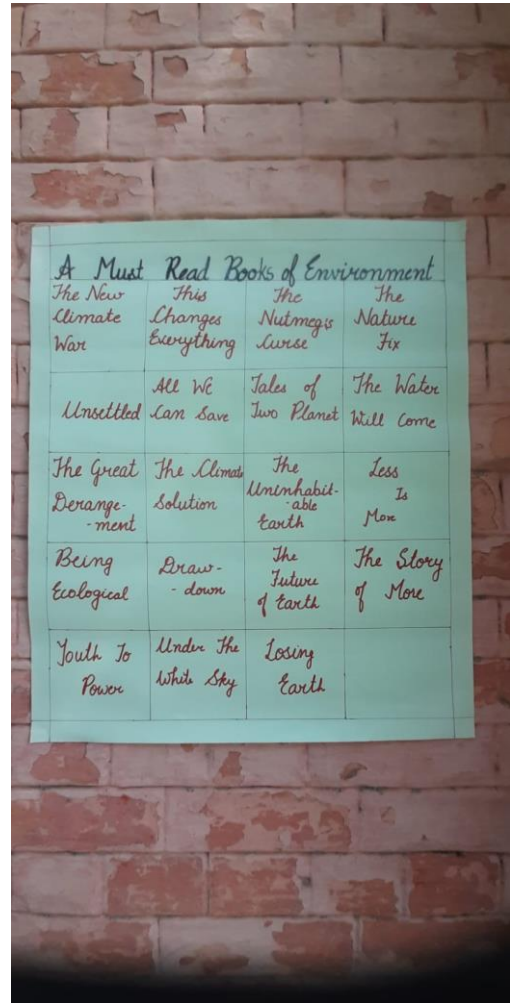 A Must Read Books of Environment
The New
Climate
War
This
Changes
Everything
The
Nutmegis
Curse
The
Nature
Fix
Unsettled
All We
Can Save
Tales of
Two Planet
The Water
Will Come
The Great
Derange-
-ment
The Climate
Solution
The
Uninhabit-
-able
Earth
Less
Is
More
Being
Ecological
Draw-
-down
The
Future
of Earth
The Story
of More
Youth To
Power
Under The
White Sky
Losing
Earth